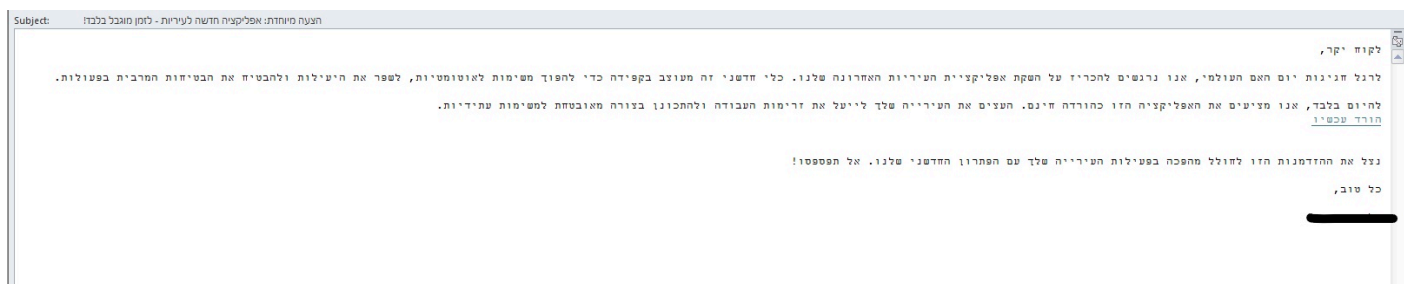 Subject: הצעה מיוחדת: אפליקציה חדשה לעיריות - לזמן מוגבל בלבד!
לקוח יקר,
לרגל חגיגות יום האם העולמי, אנו נרגשים להכריז על השקת אפליקציית העיריות האחרונה שלנו. כלי חדשני זה מעוצב בקפידה כדי להפוך משימות לאוטומטיות, לשפר את היעילות ולהבטיח את הבטיחות המרבית בפעולות.
להיום בלבד, אנו מציעים את האפליקציה הזו כהורדה חינם. העצים את העירייה שלך לייעל את זרימות העבודה ולהתכונן בצורה מאובטחת למשימות עתידיות.
הורד עכשיו
נצל את ההזדמנות הזו לחולל מהפכה בפעילות העירייה שלך עם הפתרון החדשני שלנו. אל תפספסו!
כל טוב,